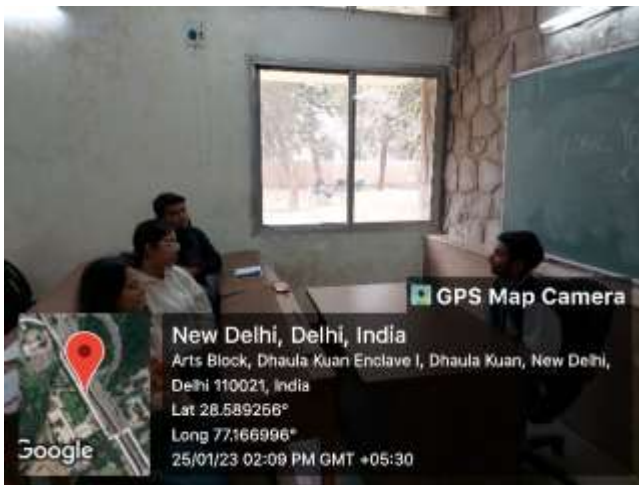 GPS Map Camera
New Delhi, Delhi, India
Arts Block, Dhaula Kuan Enclave I, Dhaula Kuan, New Delhi,
Delhi 110021, India
Lat 28.589256°
Long 77.166996°
25/01/23 02:09 PM GMT +05:30
Google